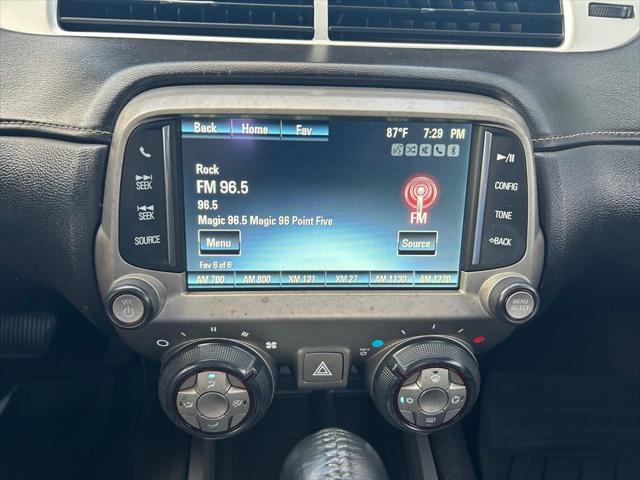 Back Home Fav 87°F 7:29 PM
Rock
FM 96.5
96.5
Magic 96.5 Magic 96 Point Five
FM
Menu Source
Fav 6 of 6
AM 780 AM 800 XM 131 XM 27 AM 1130 AM 1270
SEEK
SEEK
SOURCE
CONFIG
TONE
BACK
VOL
MENU
SELECT